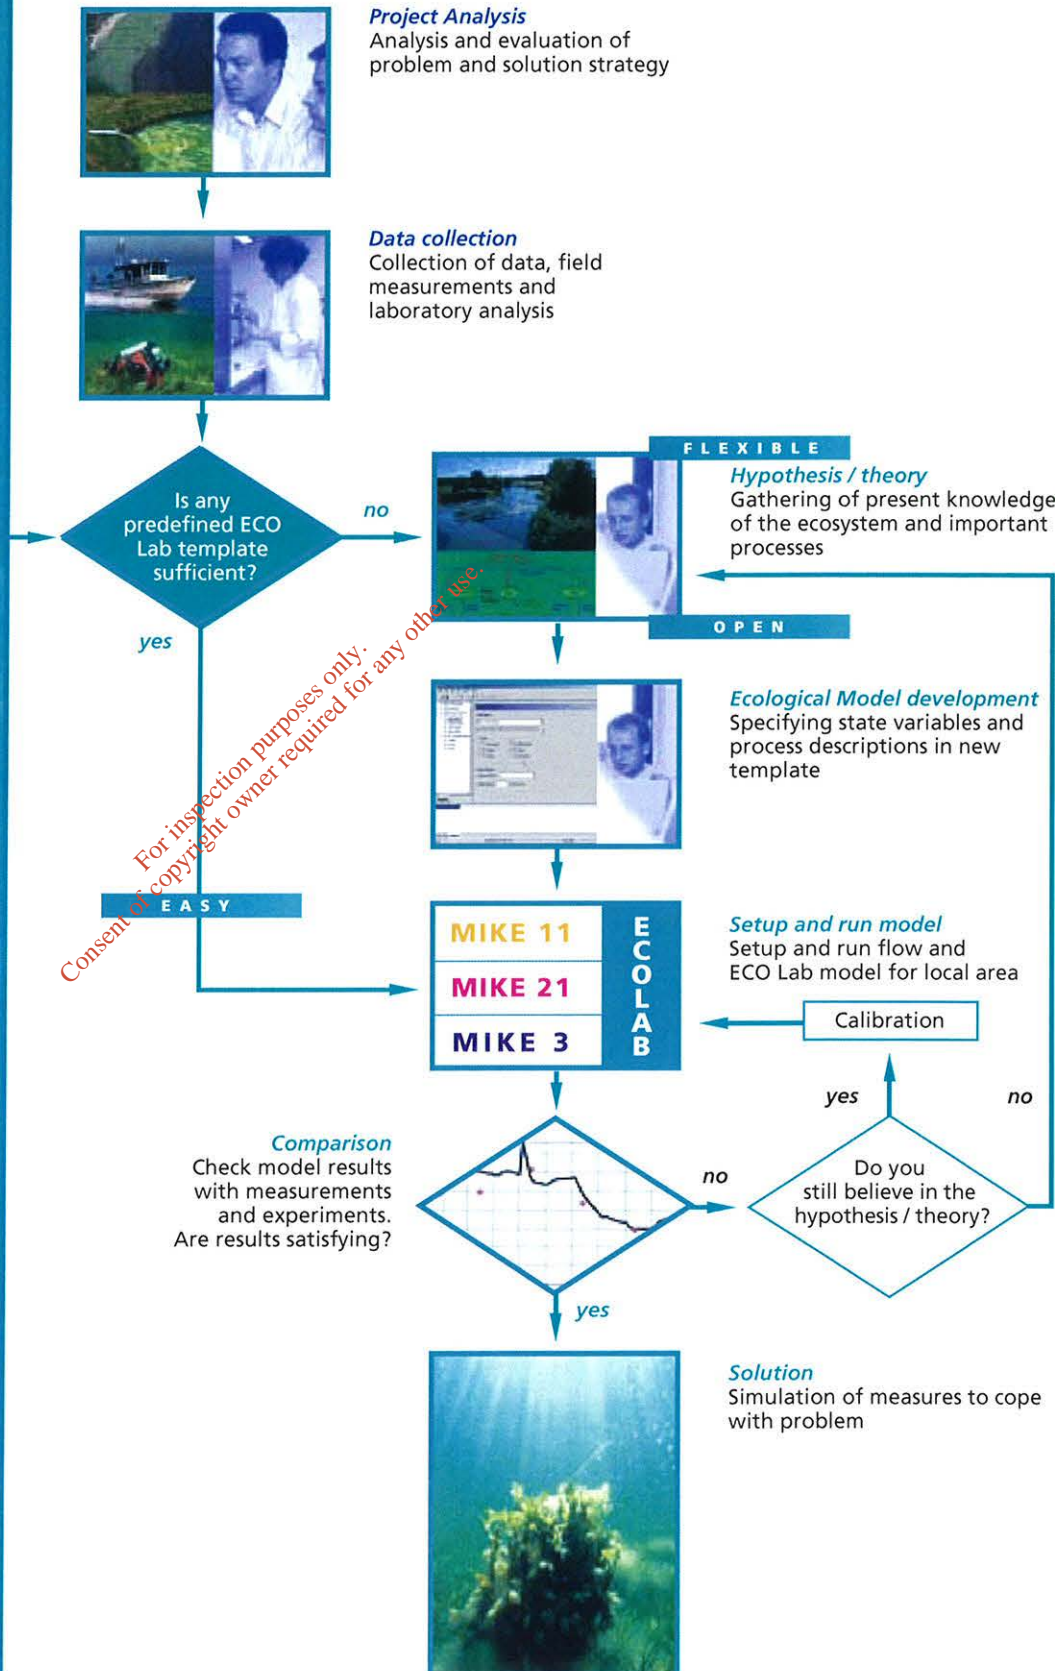 Project Analysis
Analysis and evaluation of
problem and solution strategy
Data collection
Collection of data, field
measurements and
laboratory analysis
Is any
predefined ECO
Lab template
sufficient?
no
yes
FLEXIBLE
Hypothesis / theory
Gathering of present knowledge
of the ecosystem and important
processes
OPEN
Ecological Model development
Specifying state variables and
process descriptions in new
template
For inspection purposes only.
Consent of copyright owner required for any other use.
EASY
MIKE 11
MIKE 21
MIKE 3
ECOLAB
Setup and run model
Setup and run flow and
ECO Lab model for local area
Calibration
yes
no
Comparison
Check model results
with measurements
and experiments.
Are results satisfying?
no
Do you
still believe in the
hypothesis / theory?
yes
Solution
Simulation of measures to cope
with problem